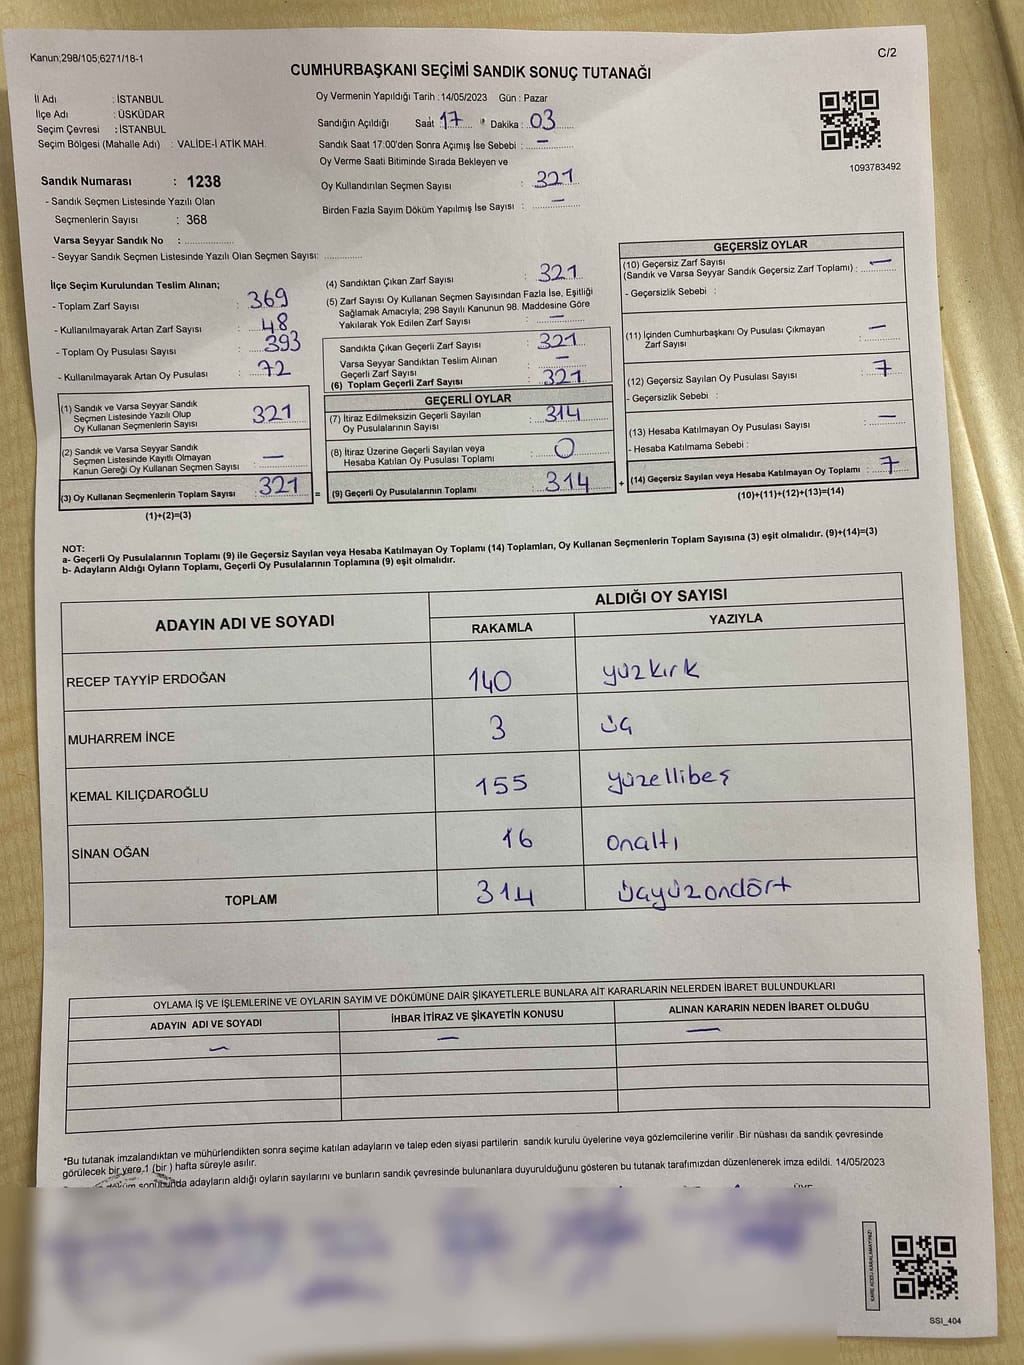 Kanun;298/105;6271/18-1
C/2
CUMHURBAŞKANI SEÇİMİ SANDIK SONUÇ TUTANAĞI
İl Adı : İSTANBUL
İlçe Adı : ÜSKÜDAR
Seçim Çevresi : İSTANBUL
Seçim Bölgesi (Mahalle Adı) : VALİDE-İ ATİK MAH.
Sandık Numarası : 1238
- Sandık Seçmen Listesinde Yazılı Olan
Seçmenlerin Sayısı : 368
Varsa Seyyar Sandık No :
- Seyyar Sandık Seçmen Listesinde Yazılı Olan Seçmen Sayısı:
Oy Vermenin Yapıldığı Tarih : 14/05/2023 Gün : Pazar
Sandığın Açıldığı Saat : 17 Dakika : 03
Sandık Saat 17:00'den Sonra Açımış İse Sebebi : –
Oy Verme Saati Bitiminde Sırada Bekleyen ve
Oy Kullandırılan Seçmen Sayısı : 321
Birden Fazla Sayım Döküm Yapılmış İse Sayısı : –
1093783492
İlçe Seçim Kurulundan Teslim Alınan;
- Toplam Zarf Sayısı : 369
- Kullanılmayarak Artan Zarf Sayısı : 48
- Toplam Oy Pusulası Sayısı : 393
- Kullanılmayarak Artan Oy Pusulası : 72
(1) Sandık ve Varsa Seyyar Sandık
Seçmen Listesinde Yazılı Olup
Oy Kullanan Seçmenlerin Sayısı : 321
(2) Sandık ve Varsa Seyyar Sandık
Seçmen Listesinde Kayıtlı Olmayan
Kanun Gereği Oy Kullanan Seçmen Sayısı : –
(3) Oy Kullanan Seçmenlerin Toplam Sayısı : 321
(1)+(2)=(3)
=
(4) Sandıktan Çıkan Zarf Sayısı : 321
(5) Zarf Sayısı Oy Kullanan Seçmen Sayısından Fazla İse, Eşitliği
Sağlamak Amacıyla; 298 Sayılı Kanunun 98. Maddesine Göre
Yakılarak Yok Edilen Zarf Sayısı : –
Sandıkta Çıkan Geçerli Zarf Sayısı : 321
Varsa Seyyar Sandıktan Teslim Alınan
Geçerli Zarf Sayısı : –
(6) Toplam Geçerli Zarf Sayısı : 321
GEÇERLİ OYLAR
(7) İtiraz Edilmeksizin Geçerli Sayılan
Oy Pusulalarının Sayısı : 314
(8) İtiraz Üzerine Geçerli Sayılan veya
Hesaba Katılan Oy Pusulası Toplamı : 0
(9) Geçerli Oy Pusulalarının Toplamı : 314
+
GEÇERSİZ OYLAR
(10) Geçersiz Zarf Sayısı
(Sandık ve Varsa Seyyar Sandık Geçersiz Zarf Toplamı) : –
- Geçersizlik Sebebi :
(11) İçinden Cumhurbaşkanı Oy Pusulası Çıkmayan
Zarf Sayısı : –
(12) Geçersiz Sayılan Oy Pusulası Sayısı : 7
- Geçersizlik Sebebi :
(13) Hesaba Katılmayan Oy Pusulası Sayısı : –
- Hesaba Katılmama Sebebi :
(14) Geçersiz Sayılan veya Hesaba Katılmayan Oy Toplamı : 7
(10)+(11)+(12)+(13)=(14)
NOT:
a- Geçerli Oy Pusulalarının Toplamı (9) ile Geçersiz Sayılan veya Hesaba Katılmayan Oy Toplamı (14) Toplamları, Oy Kullanan Seçmenlerin Toplam Sayısına (3) eşit olmalıdır. (9)+(14)=(3)
b- Adayların Aldığı Oyların Toplamı, Geçerli Oy Pusulalarının Toplamına (9) eşit olmalıdır.
ADAYIN ADI VE SOYADI
ALDIĞI OY SAYISI
RAKAMLA YAZIYLA
RECEP TAYYİP ERDOĞAN 140 yüzkırk
MUHARREM İNCE 3 üç
KEMAL KILIÇDAROĞLU 155 yüzellibeş
SİNAN OĞAN 16 onaltı
TOPLAM 314 üçyüzondört
OYLAMA İŞ VE İŞLEMLERİNE VE OYLARIN SAYIM VE DÖKÜMÜNE DAİR ŞİKAYETLERLE BUNLARA AİT KARARLARIN NELERDEN İBARET BULUNDUKLARI
ADAYIN ADI VE SOYADI İHBAR İTİRAZ VE ŞİKAYETİN KONUSU ALINAN KARARIN NEDEN İBARET OLDUĞU
– – –
*Bu tutanak imzalandıktan ve mühürlendikten sonra seçime katılan adayların ve talep eden siyasi partilerin sandık kurulu üyelerine veya gözlemcilerine verilir .Bir nüshası da sandık çevresinde
görülecek bir yere 1 (bir ) hafta süreyle asılır.
döküm sonubunda adayların aldığı oyların sayılarını ve bunların sandık çevresinde bulunanlara duyurulduğunu gösteren bu tutanak tarafımızdan düzenlenerek imza edildi. 14/05/2023
ÜYE
KARE KODU KARALAMAYINIZ!
SSI_404